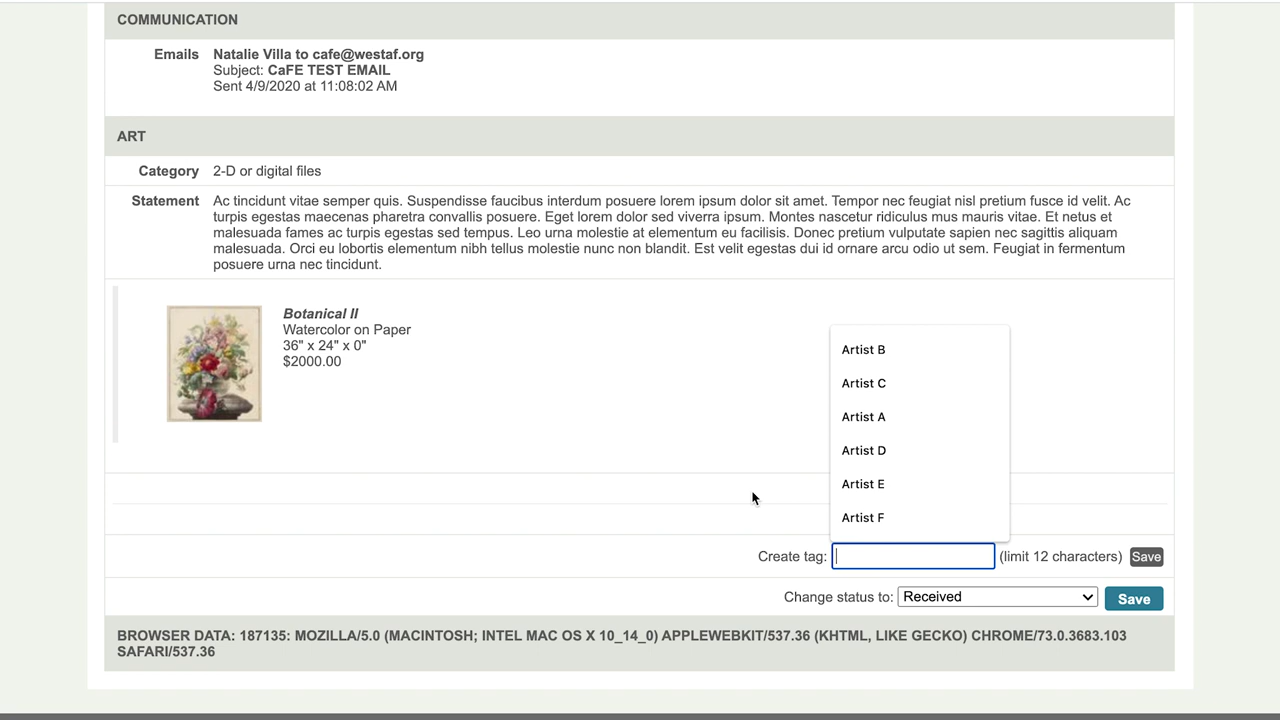 COMMUNICATION
Emails
Natalie Villa to cafe@westaf.org
Subject: CaFE TEST EMAIL
Sent 4/9/2020 at 11:08:02 AM
ART
Category
2-D or digital files
Statement
Ac tincidunt vitae semper quis. Suspendisse faucibus interdum posuere lorem ipsum dolor sit amet. Tempor nec feugiat nisl pretium fusce id velit. Ac
turpis egestas maecenas pharetra convallis posuere. Eget lorem dolor sed viverra ipsum. Montes nascetur ridiculus mus mauris vitae. Et netus et
malesuada fames ac turpis egestas sed tempus. Leo urna molestie at elementum eu facilisis. Donec pretium vulputate sapien nec sagittis aliquam
malesuada. Orci eu lobortis elementum nibh tellus molestie nunc non blandit. Est velit egestas dui id ornare arcu odio ut sem. Feugiat in fermentum
posuere urna nec tincidunt.
Botanical II
Watercolor on Paper
36" x 24" x 0"
$2000.00
Artist B
Artist C
Artist A
Artist D
Artist E
Artist F
Create tag:
(limit 12 characters)
Save
Change status to:
Received
Save
BROWSER DATA: 187135: MOZILLA/5.0 (MACINTOSH; INTEL MAC OS X 10_14_0) APPLEWEBKIT/537.36 (KHTML, LIKE GECKO) CHROME/73.0.3683.103
SAFARI/537.36